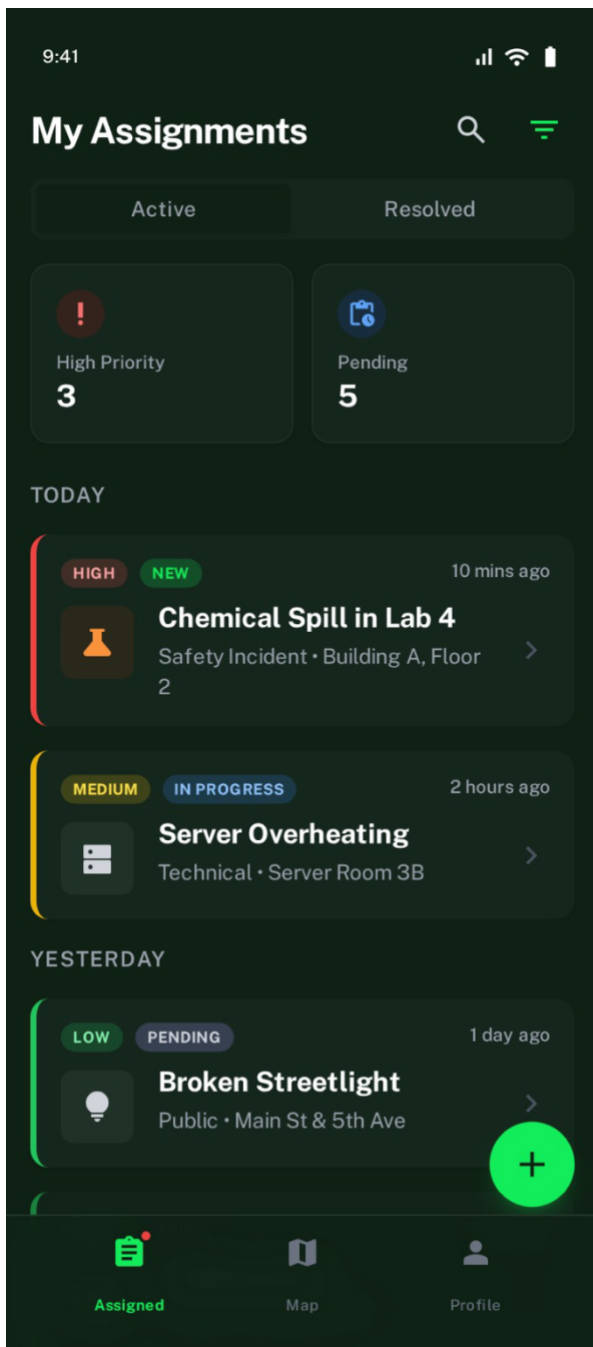 9:41
My Assignments
Active
Resolved
High Priority
3
Pending
5
TODAY
HIGH
NEW
10 mins ago
Chemical Spill in Lab 4
Safety Incident • Building A, Floor
2
MEDIUM
IN PROGRESS
2 hours ago
Server Overheating
Technical • Server Room 3B
YESTERDAY
LOW
PENDING
1 day ago
Broken Streetlight
Public • Main St & 5th Ave
Assigned
Map
Profile